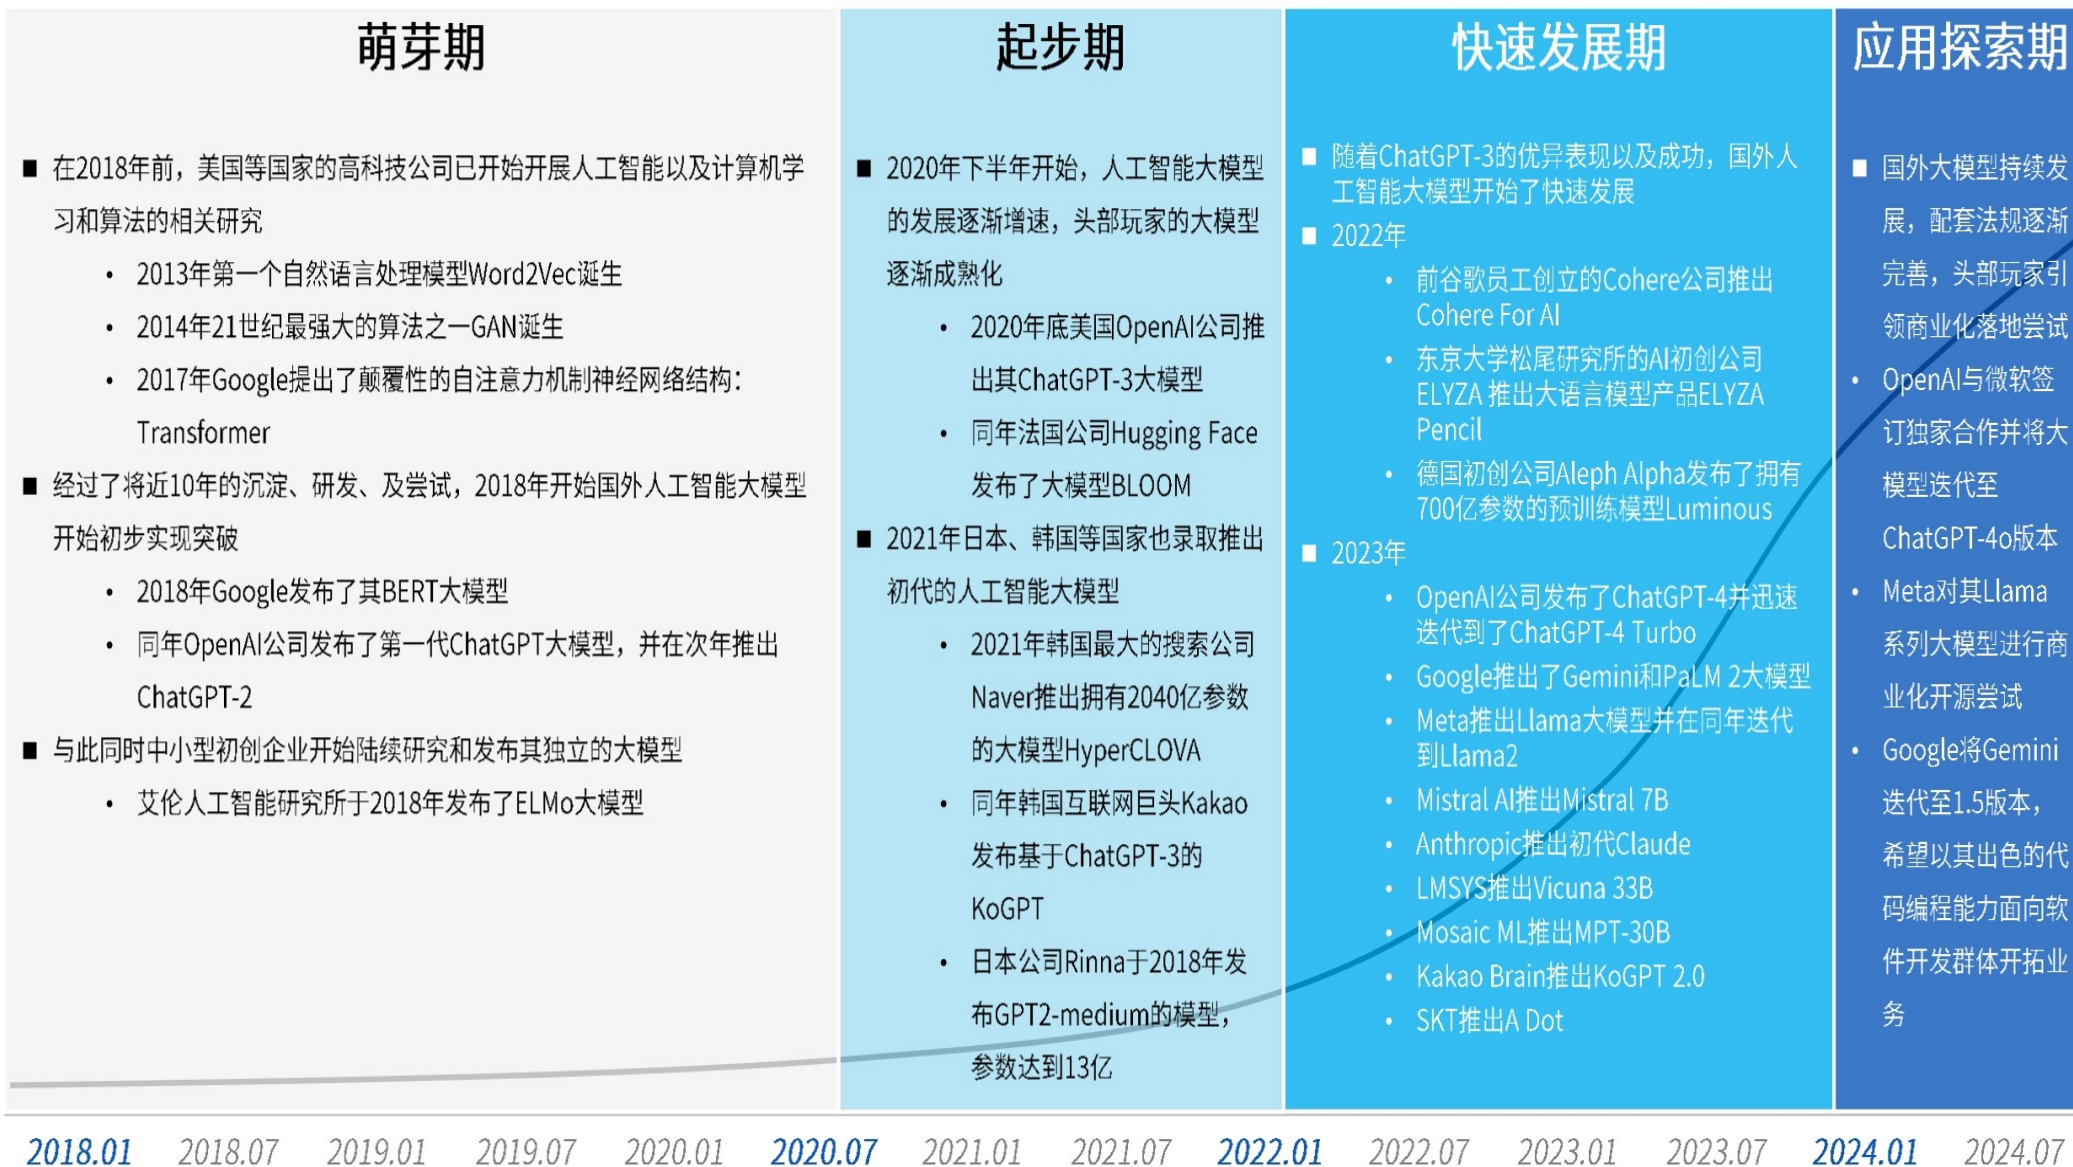 萌芽期
■ 在2018年前，美国等国家的高科技公司已开始开展人工智能以及计算机学
习和算法的相关研究
• 2013年第一个自然语言处理模型Word2Vec诞生
• 2014年21世纪最强大的算法之一GAN诞生
• 2017年Google提出了颠覆性的自注意力机制神经网络结构：
Transformer
■ 经过了将近10年的沉淀、研发、及尝试，2018年开始国外人工智能大模型
开始初步实现突破
• 2018年Google发布了其BERT大模型
• 同年OpenAI公司发布了第一代ChatGPT大模型，并在次年推出
ChatGPT-2
■ 与此同时中小型初创企业开始陆续研究和发布其独立的大模型
• 艾伦人工智能研究所于2018年发布了ELMo大模型
起步期
■ 2020年下半年开始，人工智能大模型
的发展逐渐增速，头部玩家的大模型
逐渐成熟化
• 2020年底美国OpenAI公司推
出其ChatGPT-3大模型
• 同年法国公司Hugging Face
发布了大模型BLOOM
■ 2021年日本、韩国等国家也录取推出
初代的人工智能大模型
• 2021年韩国最大的搜索公司
Naver推出拥有2040亿参数
的大模型HyperCLOVA
• 同年韩国互联网巨头Kakao
发布基于ChatGPT-3的
KoGPT
• 日本公司Rinna于2018年发
布GPT2-medium的模型，
参数达到13亿
快速发展期
■ 随着ChatGPT-3的优异表现以及成功，国外人
工智能大模型开始了快速发展
■ 2022年
• 前谷歌员工创立的Cohere公司推出
Cohere For AI
• 东京大学松尾研究所的AI初创公司
ELYZA 推出大语言模型产品ELYZA
Pencil
• 德国初创公司Aleph Alpha发布了拥有
700亿参数的预训练模型Luminous
■ 2023年
• OpenAI公司发布了ChatGPT-4并迅速
迭代到了ChatGPT-4 Turbo
• Google推出了Gemini和PaLM 2大模型
• Meta推出Llama大模型并在同年迭代
到Llama2
• Mistral AI推出Mistral 7B
• Anthropic推出初代Claude
• LMSYS推出Vicuna 33B
• Mosaic ML推出MPT-30B
• Kakao Brain推出KoGPT 2.0
• SKT推出A Dot
应用探索期
■ 国外大模型持续发
展，配套法规逐渐
完善，头部玩家引
领商业化落地尝试
• OpenAI与微软签
订独家合作并将大
模型迭代至
ChatGPT-4o版本
• Meta对其Llama
系列大模型进行商
业化开源尝试
• Google将Gemini
迭代至1.5版本，
希望以其出色的代
码编程能力面向软
件开发群体开拓业
务
2018.01 2018.07 2019.01 2019.07 2020.01 2020.07 2021.01 2021.07 2022.01 2022.07 2023.01 2023.07 2024.01 2024.07